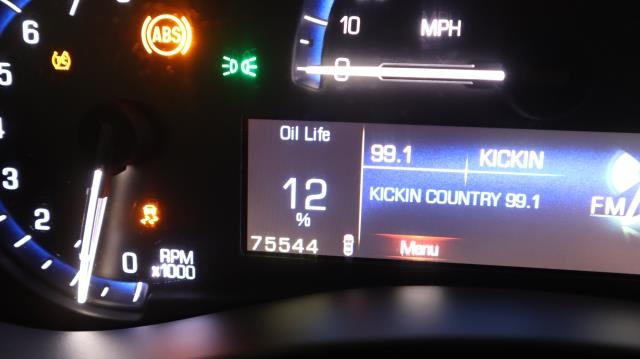 6
5
3
2
0
RPM
x1000
ABS
10
0
MPH
Oil Life
12
%
75544
99.1 KICKIN
KICKIN COUNTRY 99.1
FM
Menu